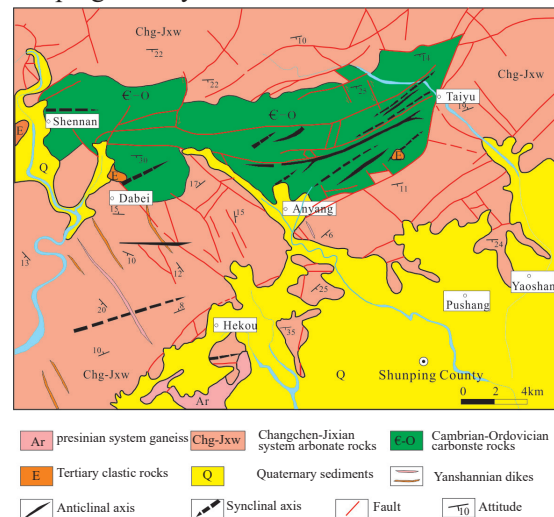 Chg-Jxw
10
14
22
Chg-Jxw
22
25
Taiyu
19
Є-O
Є-O
Shennan
E
Q
36
E
E
Dabei
17
11
15
Anyang
15
6
24
13
10
12
Yaoshan
25
Pushang
20
8
Hekou
35
10
Chg-Jxw
Q
Shunping County
Ar
0 2 4km
Ar presinian system ganeiss
Chg-Jxw Changchen-Jixian system arbonate rocks
Є-O Cambrian-Ordovician carbonste rocks
E Tertiary clastic rocks
Q Quaternary sediments
Yanshannian dikes
Anticlinal axis
Synclinal axis
Fault
10 Attitude